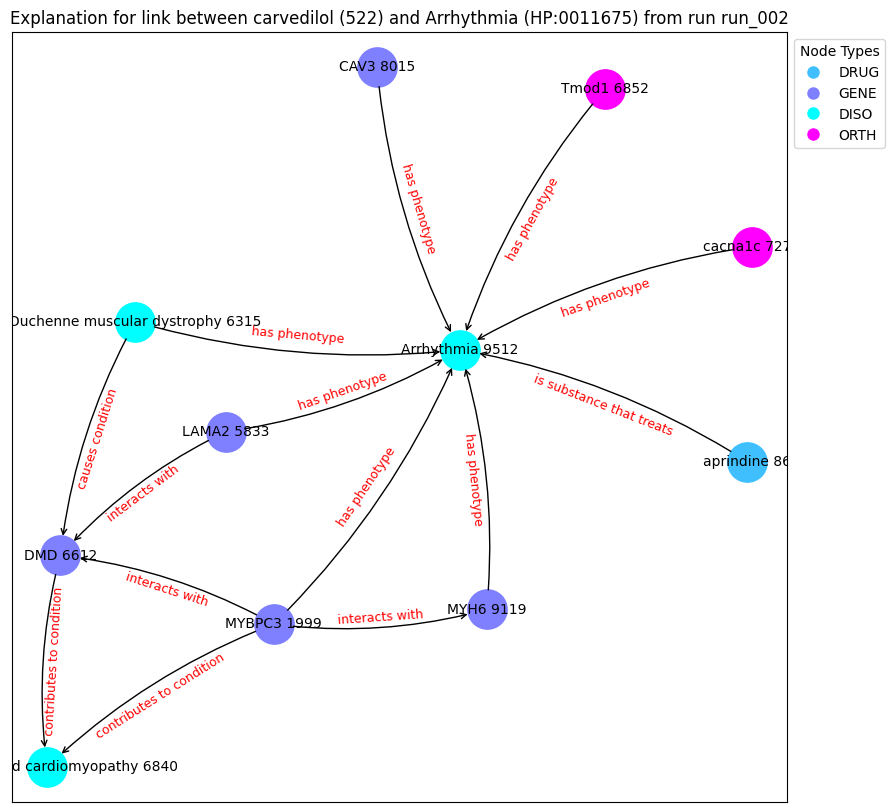 Explanation for link between carvedilol (522) and Arrhythmia (HP:0011675) from run run_002
Node Types
DRUG
GENE
DISO
ORTH
CAV3 8015
Tmod1 6852
has phenotype
has phenotype
cacna1c 727
has phenotype
Duchenne muscular dystrophy 6315
has phenotype
Arrhythmia 9512
has phenotype
is substance that treats
causes condition
LAMA2 5833
interacts with
has phenotype
has phenotype
aprindine 86
DMD 6612
interacts with
MYBPC3 1999
interacts with
MYH6 9119
contributes to condition
contributes to condition
d cardiomyopathy 6840